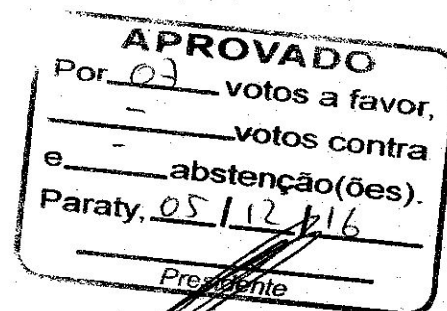 APROVADO
Por 07 votos a favor,
- votos contra
e - abstenção(ões).
Paraty, 05 / 12 / 16
Presidente